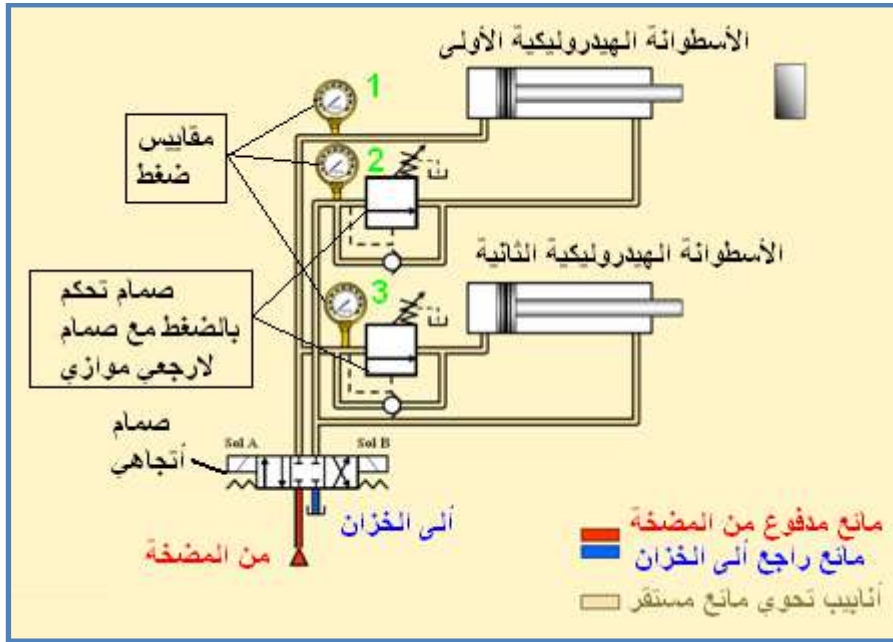 الأسطوانة الهيدروليكية الأولى
1
مقاييس
ضغط
2
الأسطوانة الهيدروليكية الثانية
3
صمام تحكم
بالضغط مع صمام
لارجعي موازي
صمام
أتجاهي
Sol A
Sol B
ألى الخزان
من المضخة
مائع مدفوع من المضخة
مائع راجع ألى الخزان
أنابيب تحوي مائع مستقر